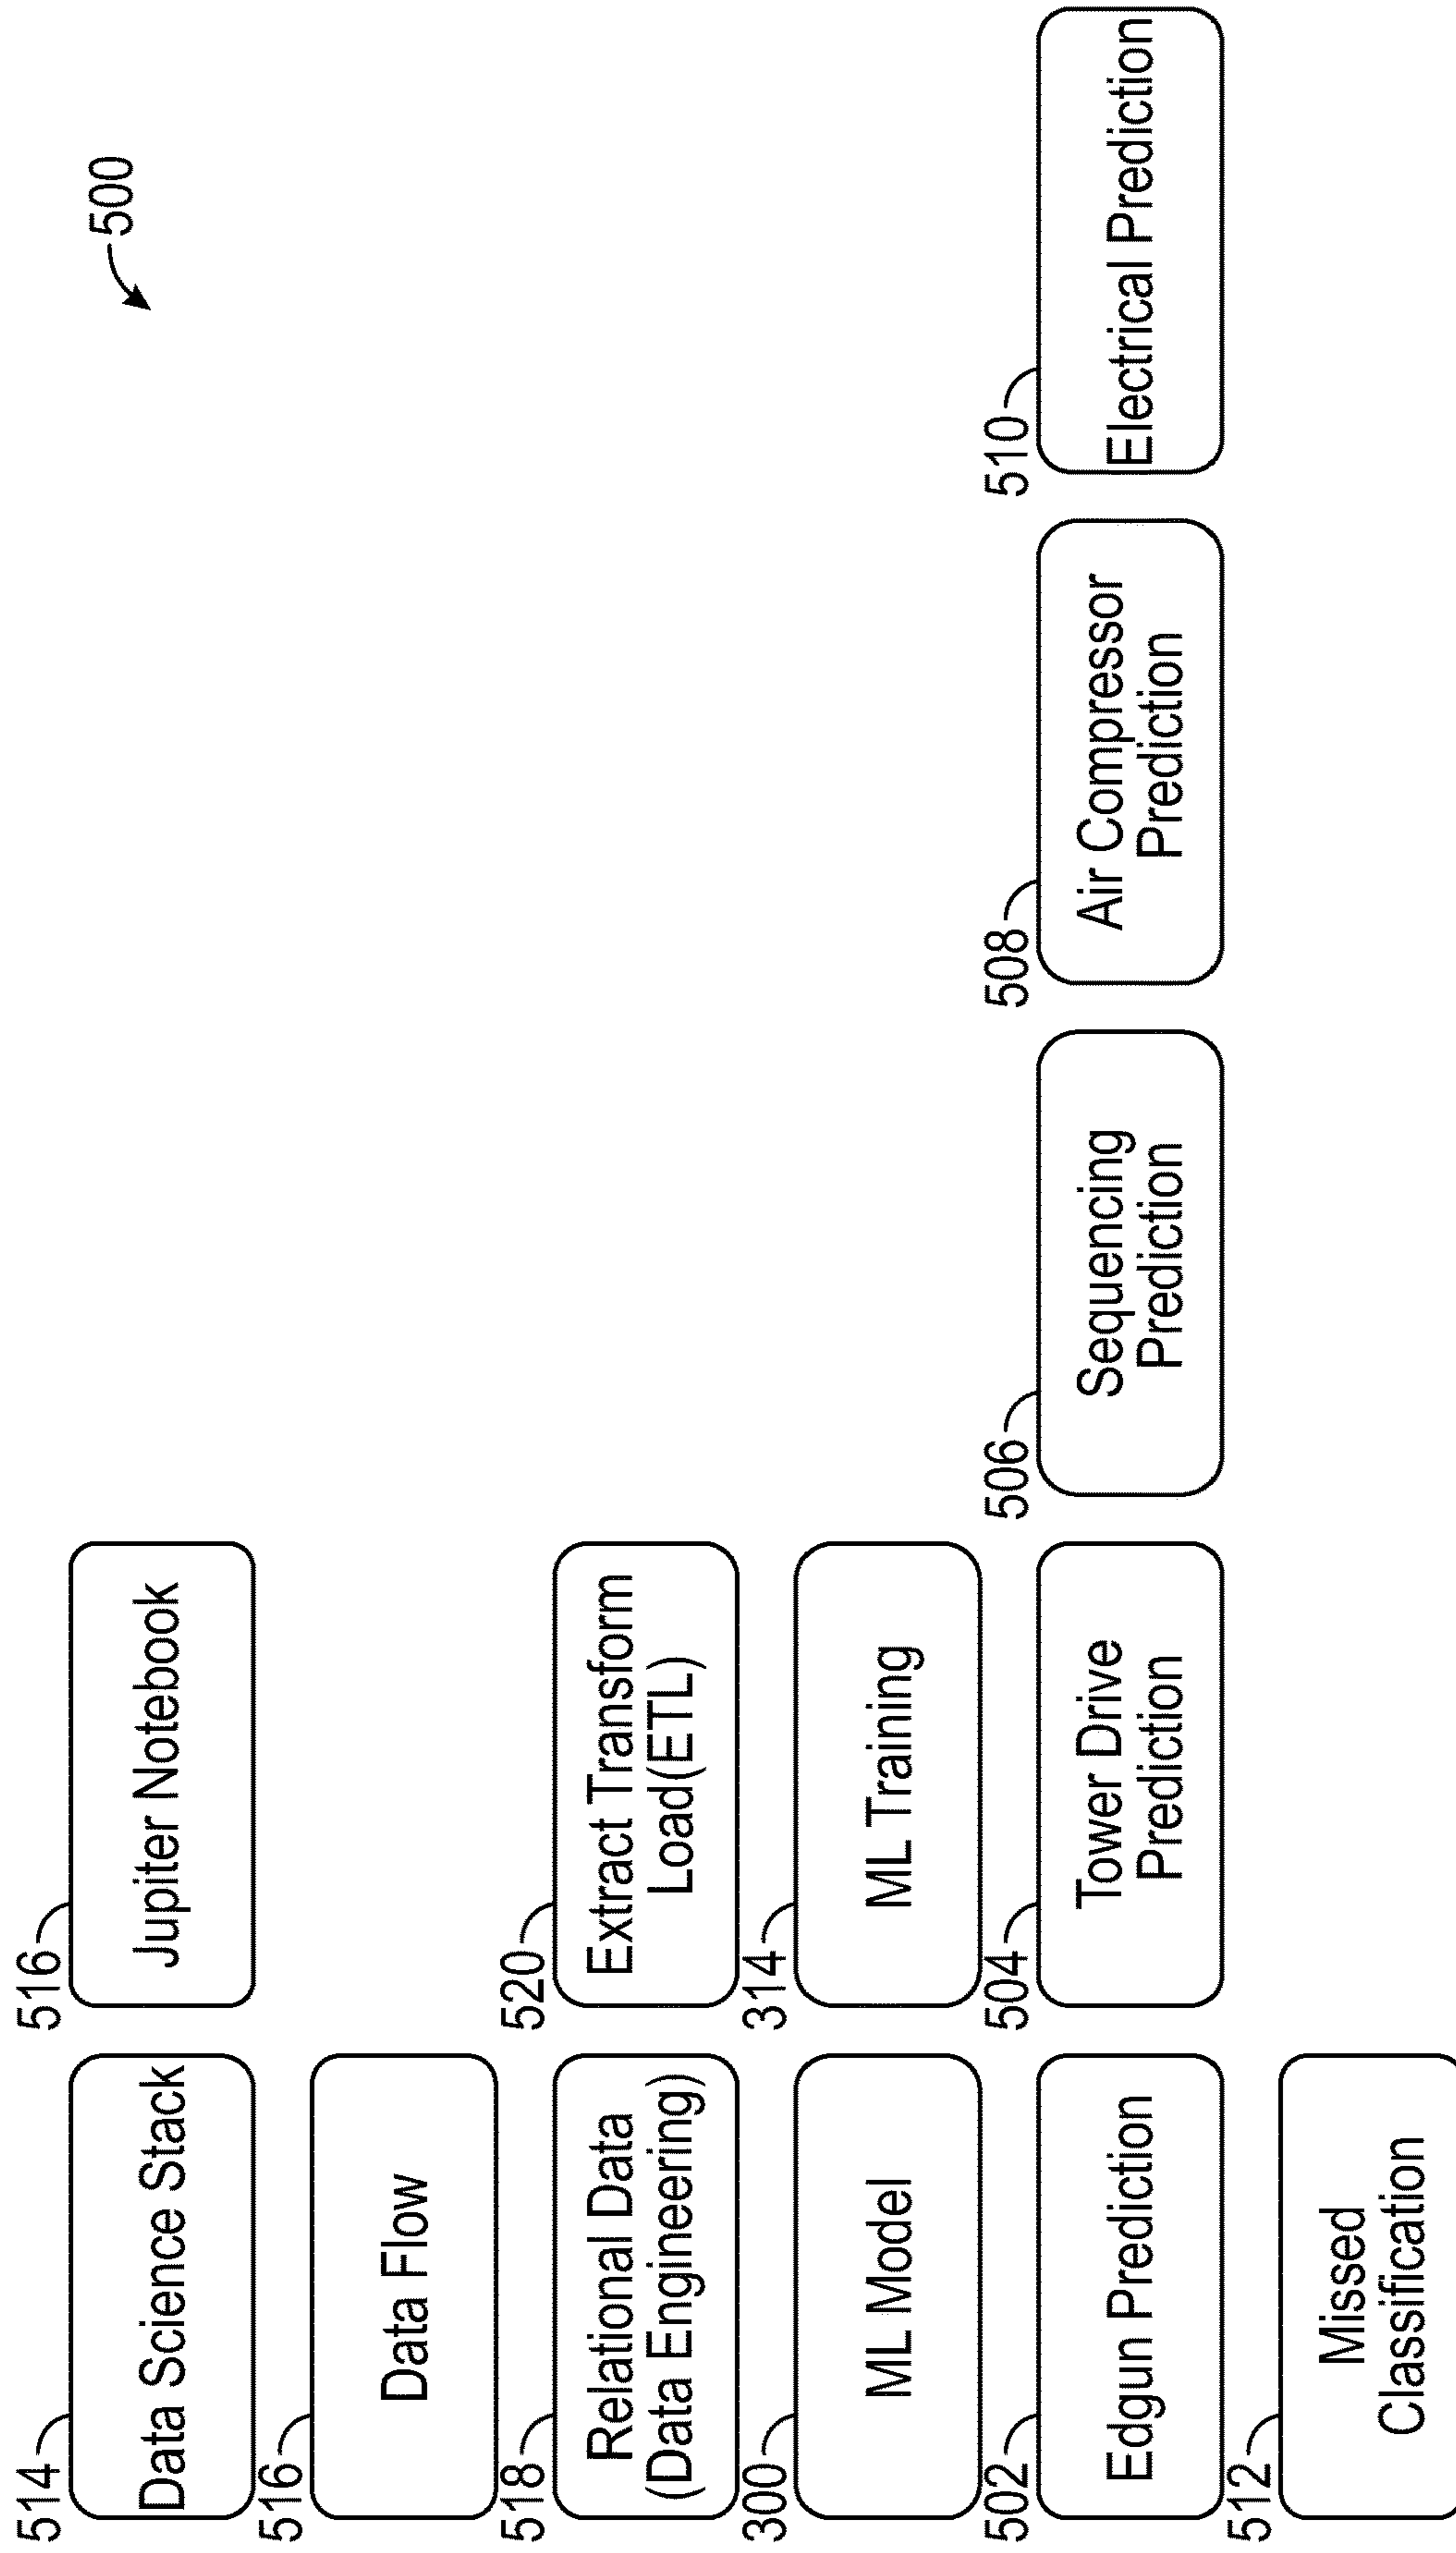 500
514
Data Science Stack
516
Jupiter Notebook
516
Data Flow
518
Relational Data
(Data Engineering)
520
Extract Transform
Load(ETL)
300
ML Model
314
ML Training
502
Edgun Prediction
504
Tower Drive
Prediction
506
Sequencing
Prediction
508
Air Compressor
Prediction
510
Electrical Prediction
512
Missed
Classification